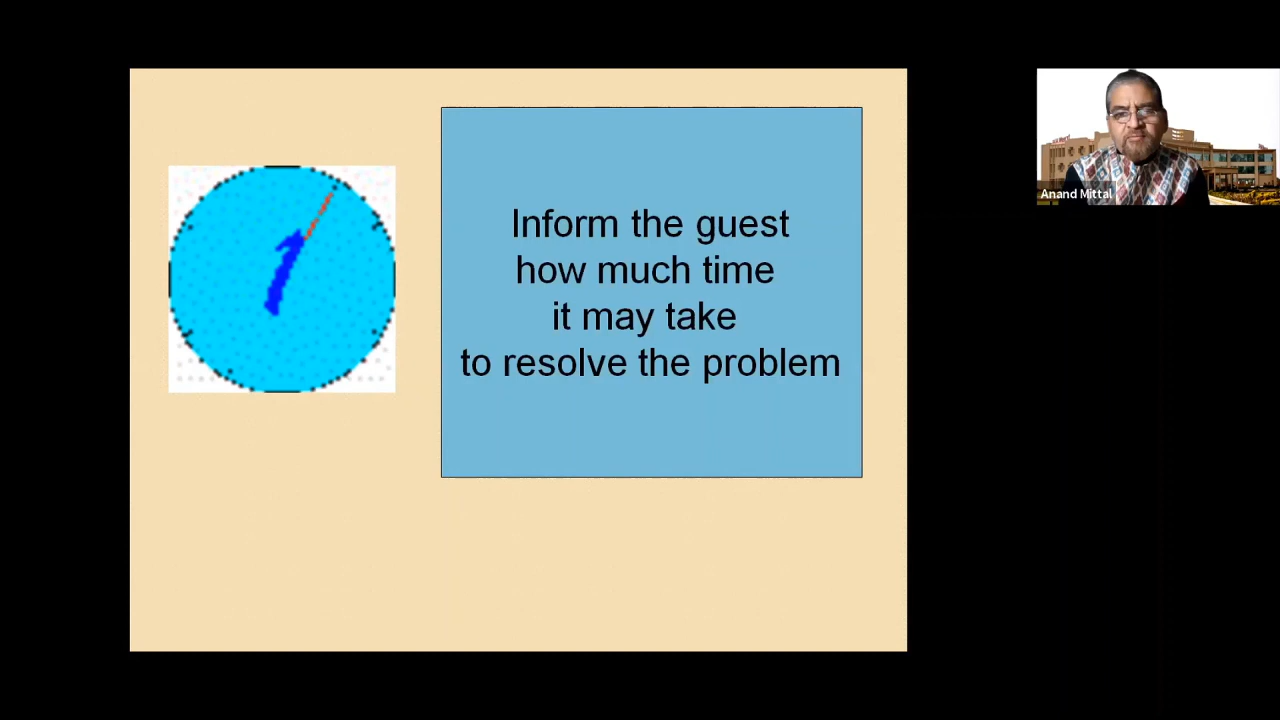 Inform the guest
how much time
it may take
to resolve the problem
Anand Mittal